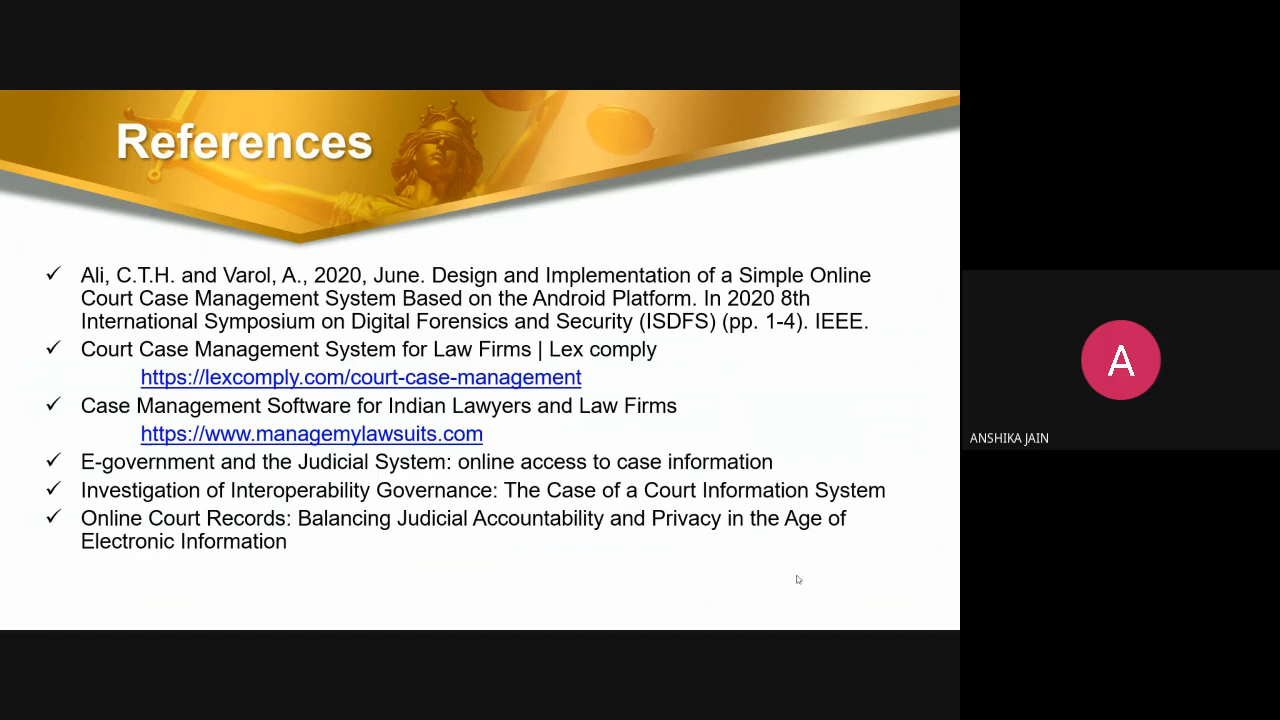 References
✓ Ali, C.T.H. and Varol, A., 2020, June. Design and Implementation of a Simple Online
Court Case Management System Based on the Android Platform. In 2020 8th
International Symposium on Digital Forensics and Security (ISDFS) (pp. 1-4). IEEE.
✓ Court Case Management System for Law Firms | Lex comply
https://lexcomply.com/court-case-management
✓ Case Management Software for Indian Lawyers and Law Firms
https://www.managemylawsuits.com
✓ E-government and the Judicial System: online access to case information
✓ Investigation of Interoperability Governance: The Case of a Court Information System
✓ Online Court Records: Balancing Judicial Accountability and Privacy in the Age of
Electronic Information
A
ANSHIKA JAIN